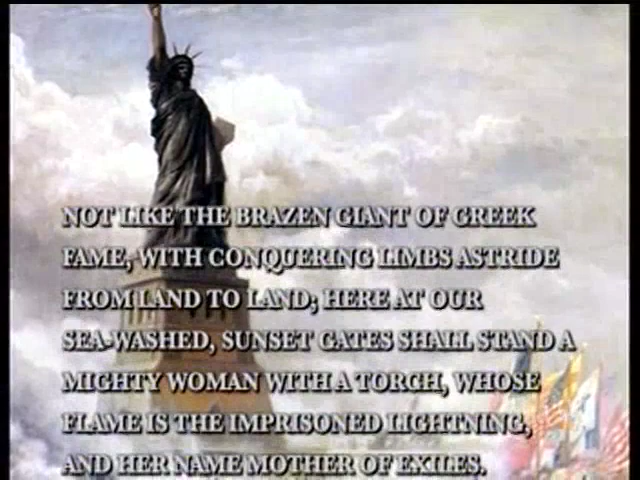 NOT LIKE THE BRAZEN GIANT OF GREEK
FAME, WITH CONQUERING LIMBS ASTRIDE
FROM LAND TO LAND; HERE AT OUR
SEA-WASHED, SUNSET GATES SHALL STAND A
MIGHTY WOMAN WITH A TORCH, WHOSE
FLAME IS THE IMPRISONED LIGHTNING,
AND HER NAME MOTHER OF EXILES.